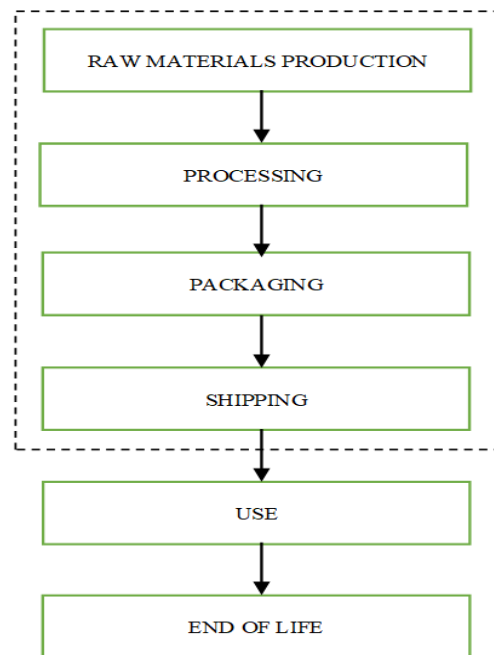 RAW MATERIALS PRODUCTION
PROCESSING
PACKAGING
SHIPPING
USE
END OF LIFE